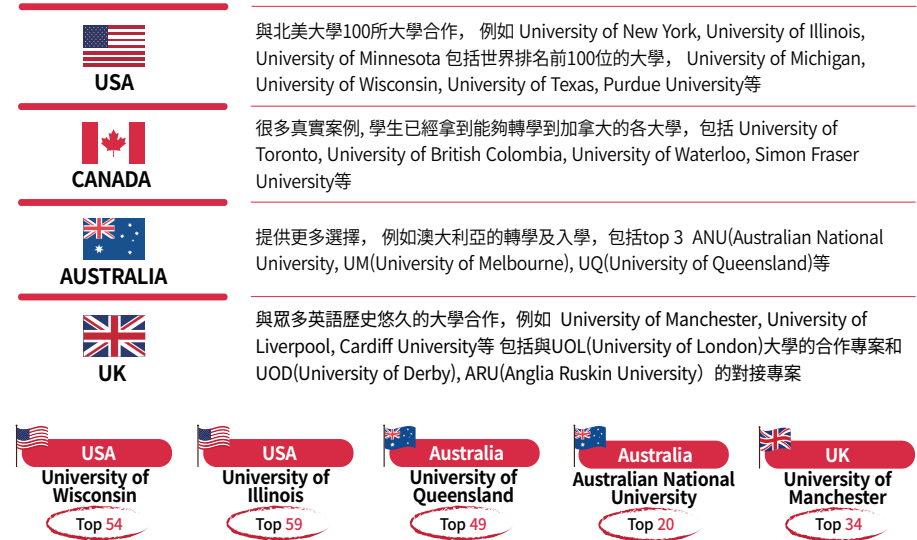 USA
與北美大學100所大學合作， 例如 University of New York, University of Illinois,
University of Minnesota 包括世界排名前100位的大學， University of Michigan,
University of Wisconsin, University of Texas, Purdue University等
CANADA
很多真實案例, 學生已經拿到能夠轉學到加拿大的各大學，包括 University of
Toronto, University of British Colombia, University of Waterloo, Simon Fraser
University等
AUSTRALIA
提供更多選擇， 例如澳大利亞的轉學及入學，包括top 3 ANU(Australian National
University, UM(University of Melbourne), UQ(University of Queensland)等
UK
與眾多英語歷史悠久的大學合作，例如 University of Manchester, University of
Liverpool, Cardiff University等 包括與UOL(University of London)大學的合作專案和
UOD(University of Derby), ARU(Anglia Ruskin University）的對接專案
USA
University of
Wisconsin
Top 54
USA
University of
Illinois
Top 59
Australia
University of
Queensland
Top 49
Australia
Australian National
University
Top 20
UK
University of
Manchester
Top 34